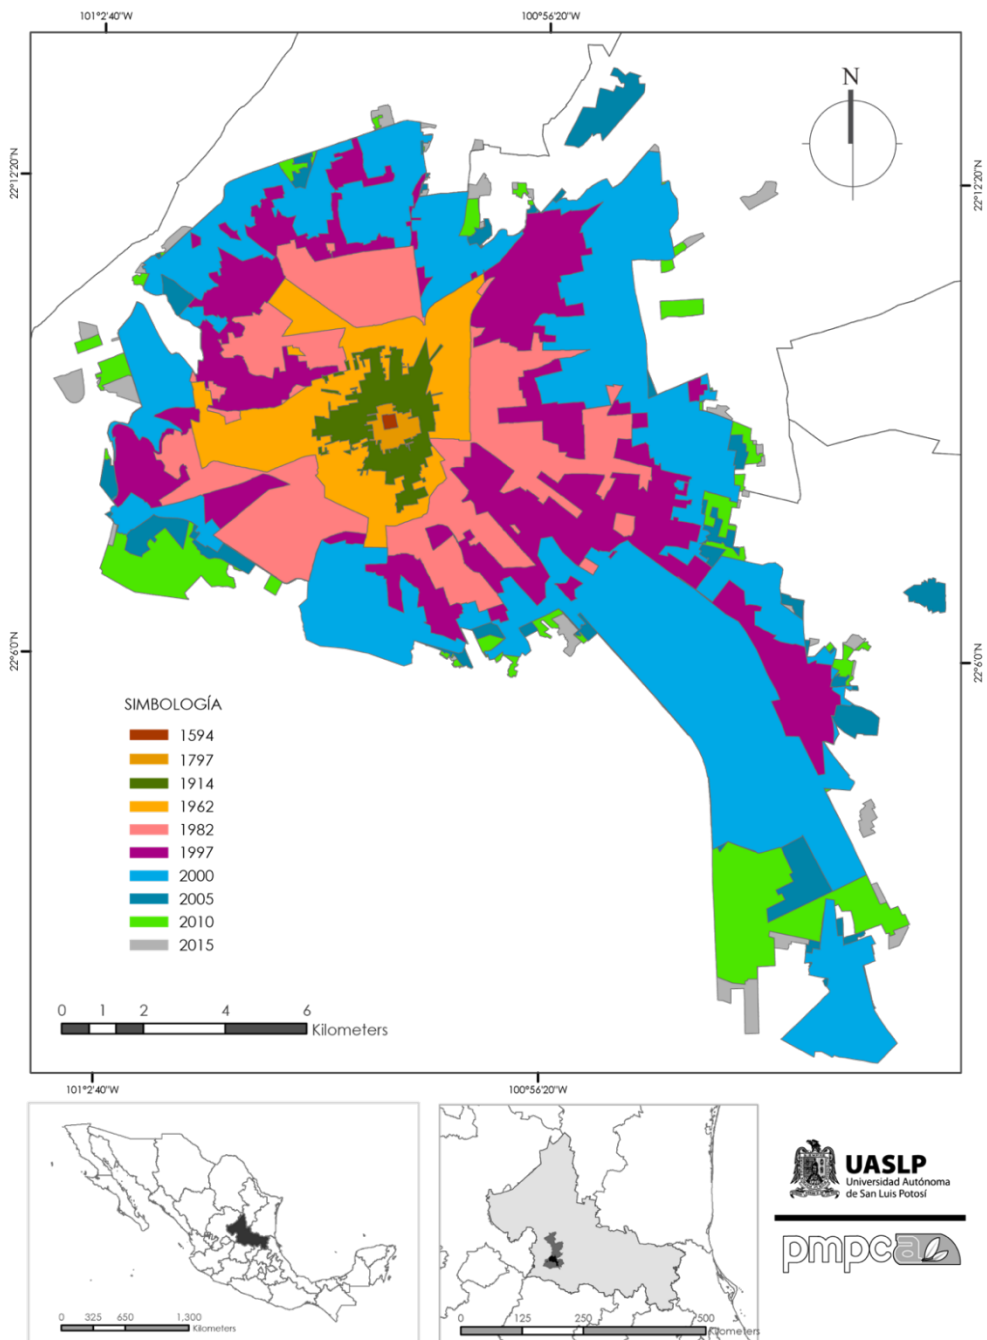 101°2'40"W 100°56'20"W
N
22°12'20"N 22°12'20"N
22°6'0"N 22°6'0"N
SIMBOLOGÍA
1594
1797
1914
1962
1982
1997
2000
2005
2010
2015
0 1 2 4 6
Kilometers
101°2'40"W 100°56'20"W
UASLP
Universidad Autónoma
de San Luis Potosí
pmpca
0 325 650 1,300
Kilometers
0 125 250 500
Kilometers